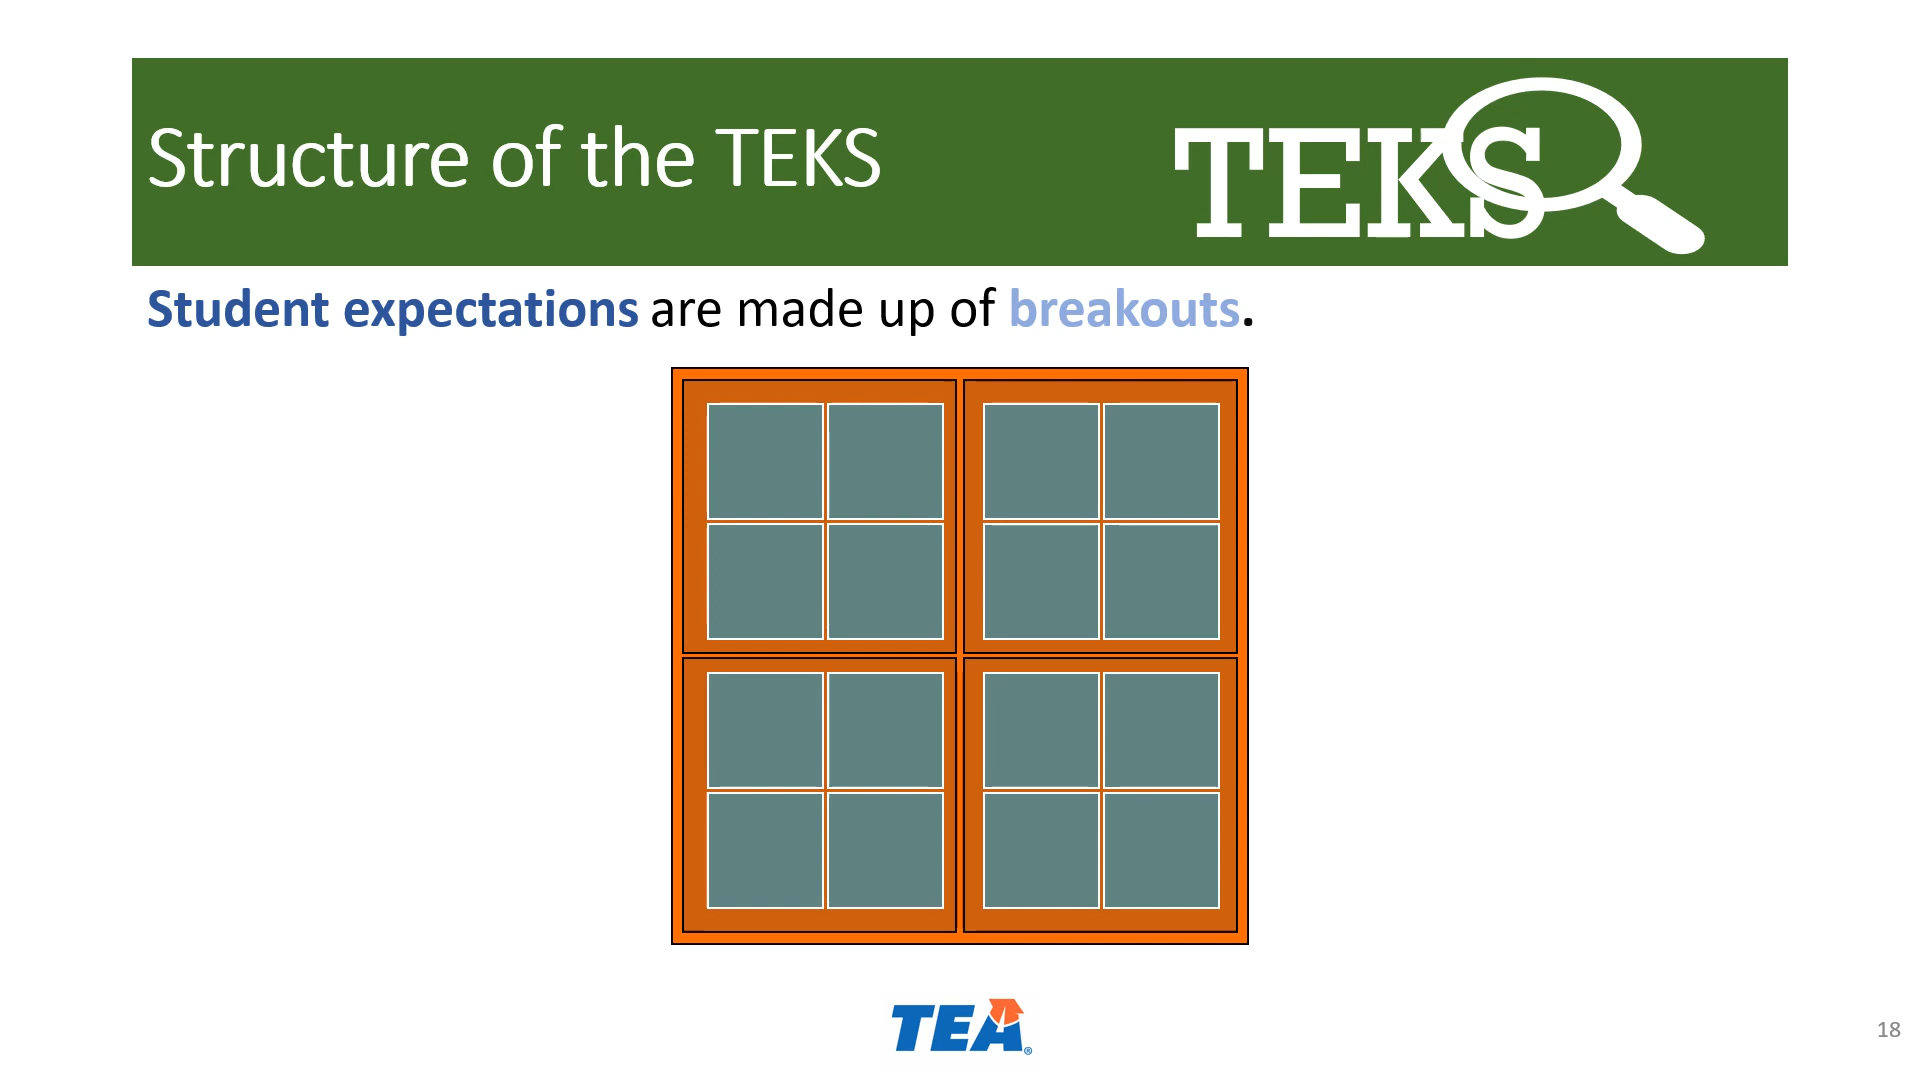 Structure of the TEKS
TEKS
Student expectations are made up of breakouts.
TEA®
18